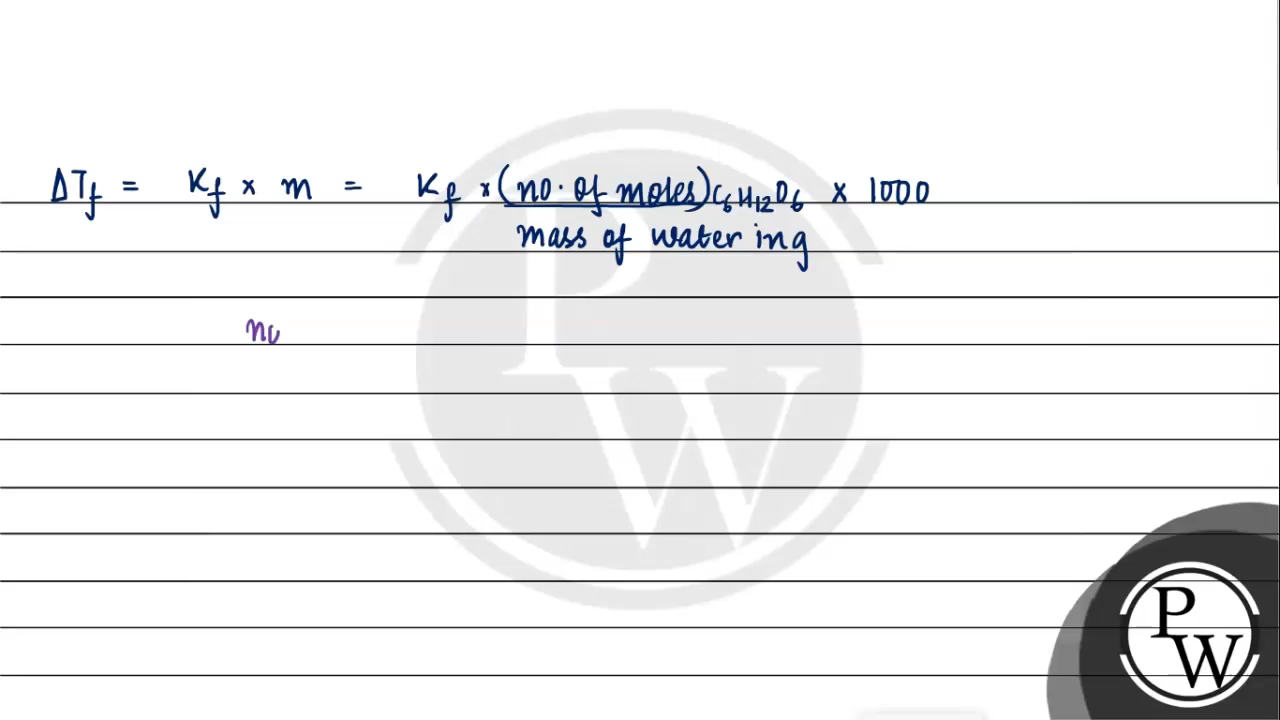 ΔTf = Kf × m = Kf × (no. of moles)C6H12O6 × 1000
mass of water in g
no
P
W
P
W